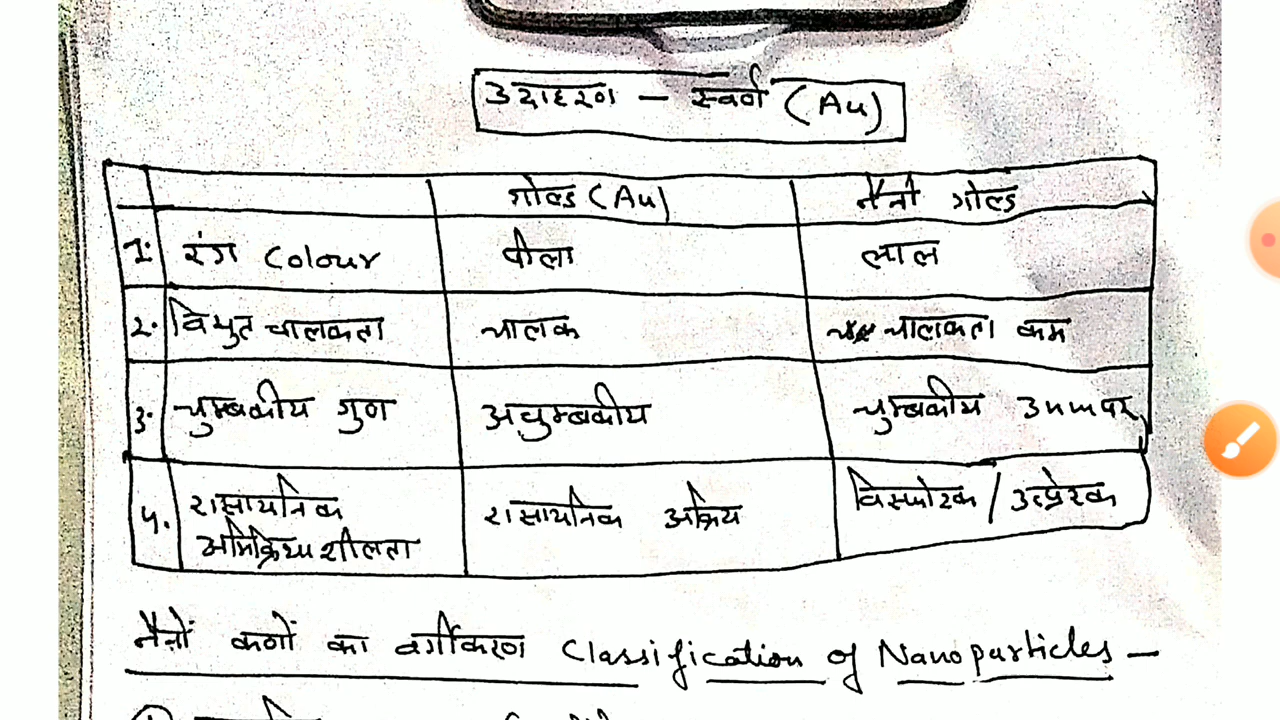 उदाहरण – स्वर्ण (Au)
गोल्ड (Au) नैनो गोल्ड
1. रंग Colour पीला लाल
2. विद्युत चालकता चालक चालकता कम
3. चुम्बकीय गुण अचुम्बकीय चुम्बकीय
4. रासायनिक रासायनिक अक्रिय विस्फोटक / उत्प्रेरक
अभिक्रियाशीलता
नैनों कणों का वर्गीकरण Classification of Nanoparticles –